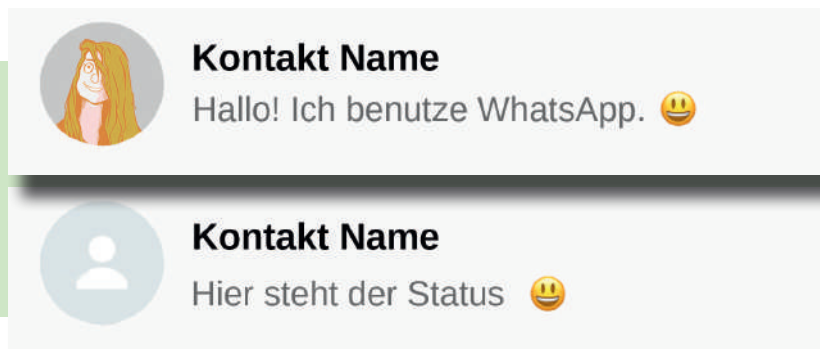 Kontakt Name
Hallo! Ich benutze WhatsApp. 😃
Kontakt Name
Hier steht der Status 😃